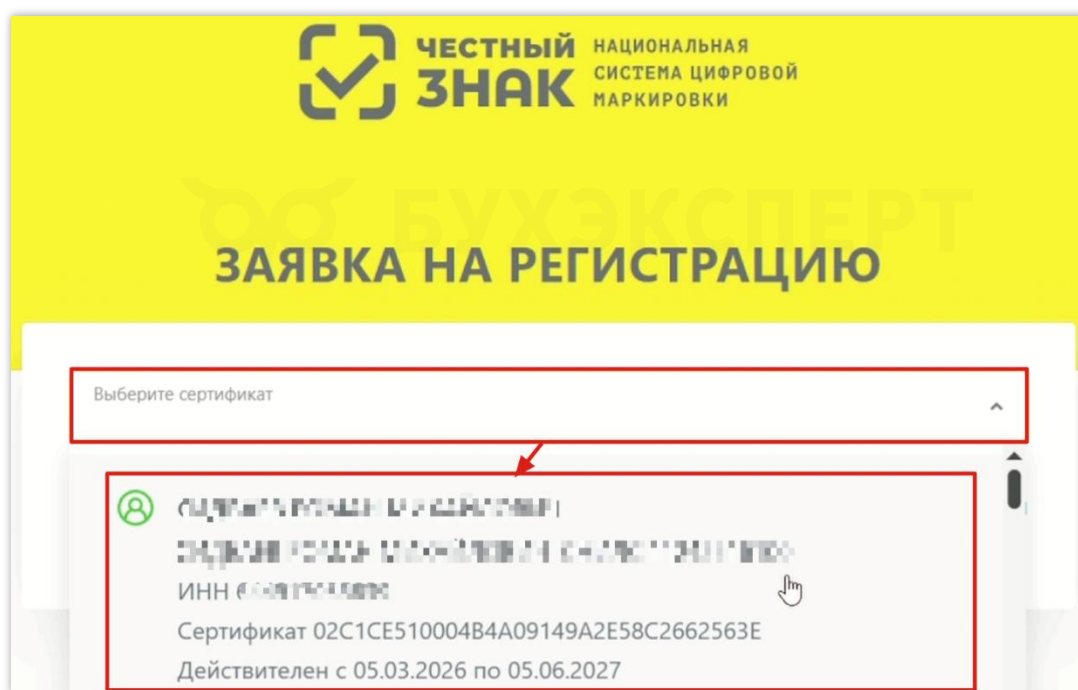 ЧЕСТНЫЙ
ЗНАК
НАЦИОНАЛЬНАЯ
СИСТЕМА ЦИФРОВОЙ
МАРКИРОВКИ
БУХЭКСПЕРТ
ЗАЯВКА НА РЕГИСТРАЦИЮ
Выберите сертификат
ИНН
Сертификат 02C1CE510004B4A09149A2E58C2662563E
Действителен с 05.03.2026 по 05.06.2027